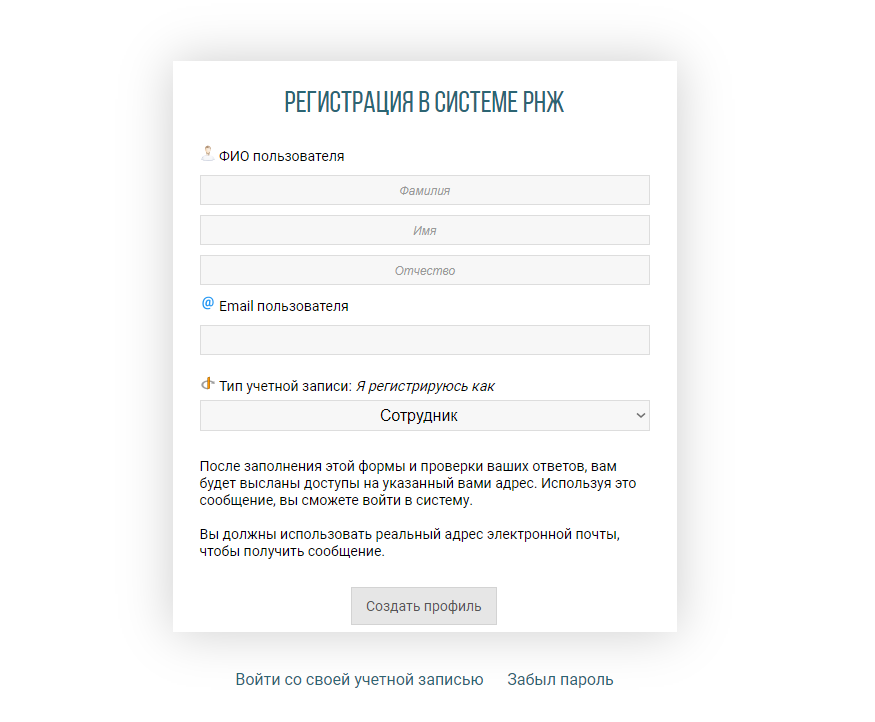 РЕГИСТРАЦИЯ В СИСТЕМЕ РНЖ
ФИО пользователя
Фамилия
Имя
Отчество
@ Email пользователя
Тип учетной записи: Я регистрируюсь как
Сотрудник
После заполнения этой формы и проверки ваших ответов, вам
будет высланы доступы на указанный вами адрес. Используя это
сообщение, вы сможете войти в систему.
Вы должны использовать реальный адрес электронной почты,
чтобы получить сообщение.
Создать профиль
Войти со своей учетной записью Забыл пароль